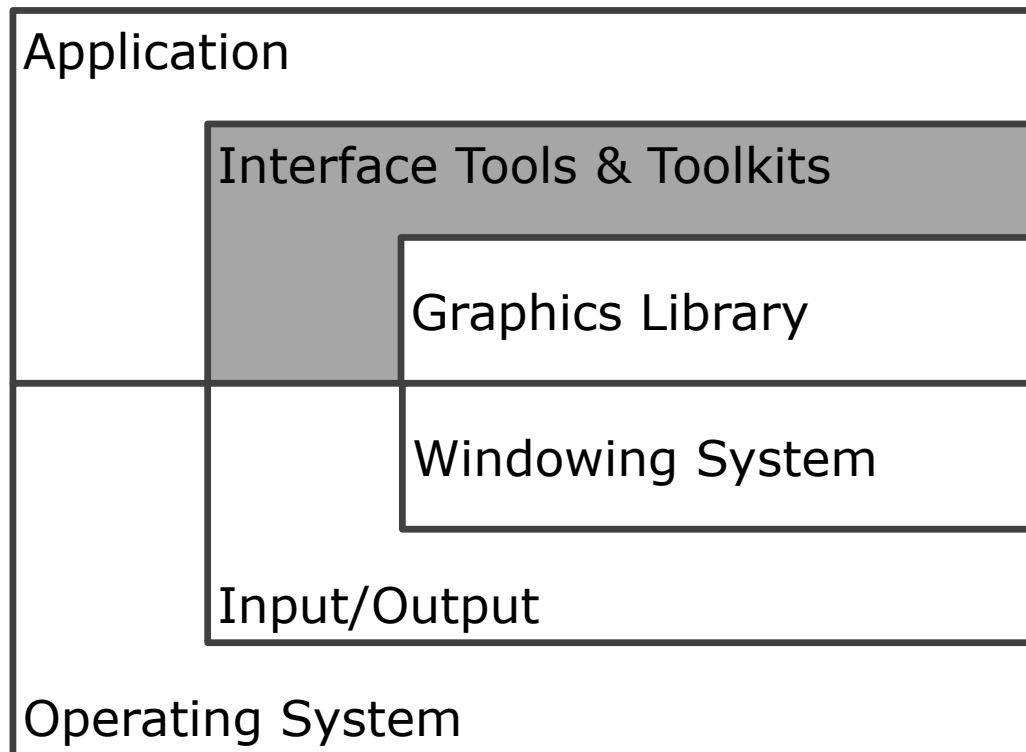 Application
Interface Tools & Toolkits
Graphics Library
Windowing System
Input/Output
Operating System